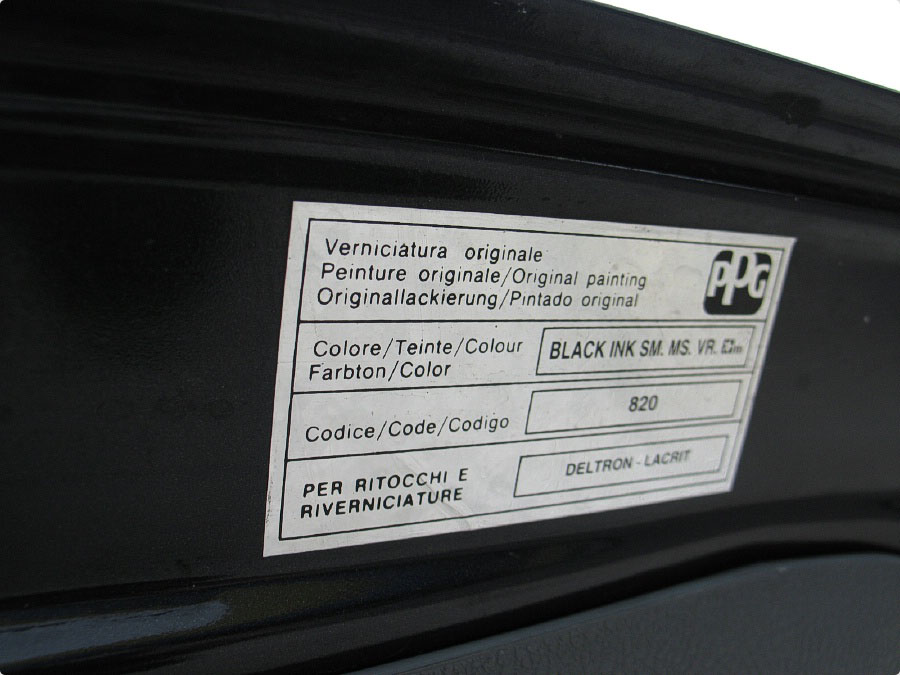 Verniciatura originale
Peinture originale/Original painting
Originallackierung/Pintado original
PPG
Colore/Teinte/Colour
Farbton/Color
BLACK INK SM. MS. VR.
Codice/Code/Codigo
820
PER RITOCCHI E
RIVERNICIATURE
DELTRON - LACRIT